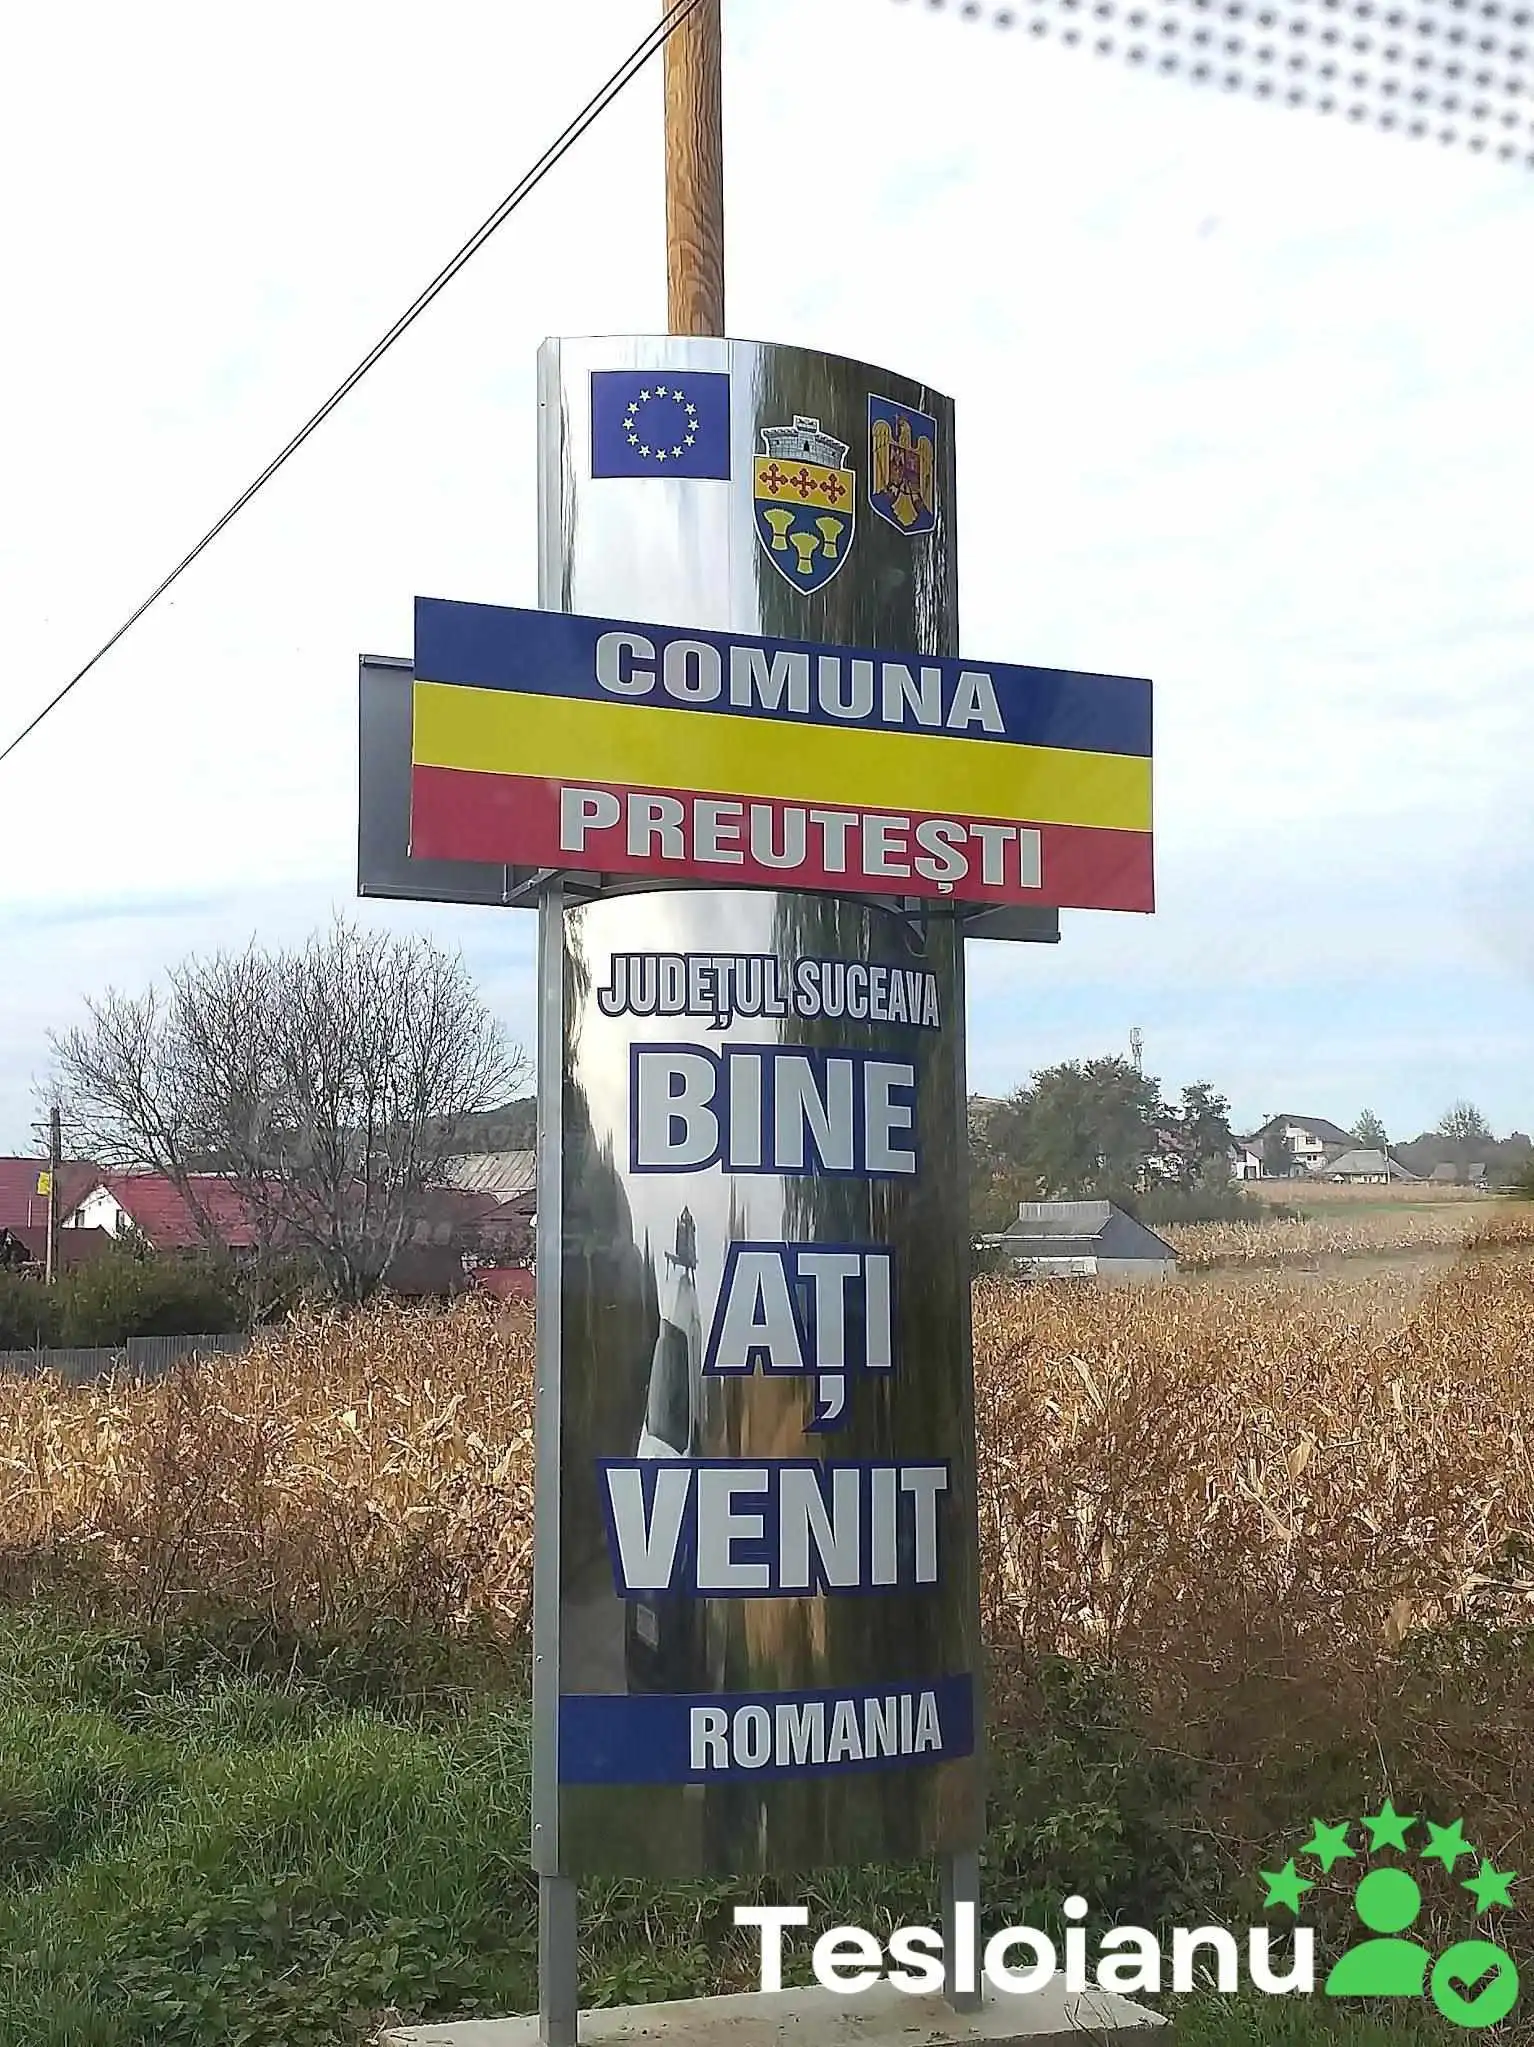 COMUNA
PREUTEȘTI
JUDEȚUL SUCEAVA
BINE
AȚI
VENIT
ROMANIA
Tesloianu